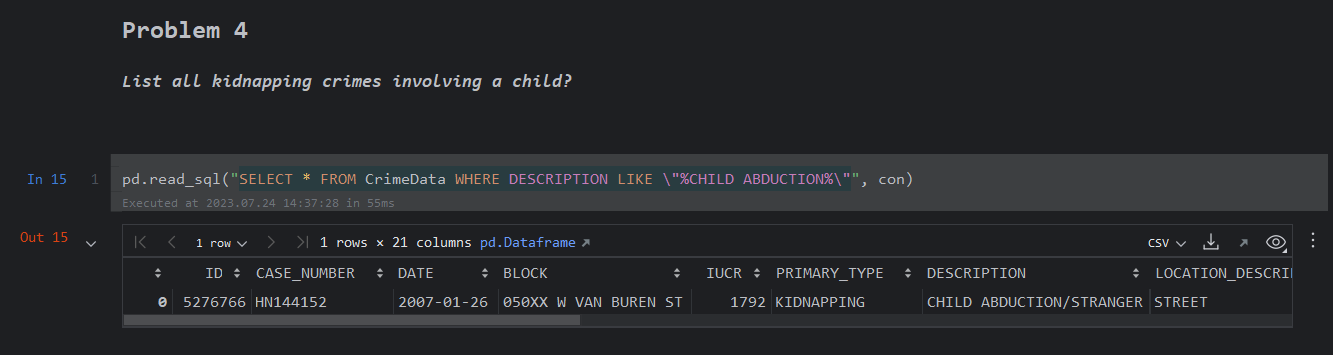 Problem 4
List all kidnapping crimes involving a child?
In 15 1 pd.read_sql("SELECT * FROM CrimeData WHERE DESCRIPTION LIKE \"%CHILD ABDUCTION%\"", con)
Executed at 2023.07.24 14:37:28 in 55ms
Out 15 1 row 1 rows × 21 columns pd.Dataframe CSV
ID CASE_NUMBER DATE BLOCK IUCR PRIMARY_TYPE DESCRIPTION LOCATION_DESCRI
0 5276766 HN144152 2007-01-26 050XX W VAN BUREN ST 1792 KIDNAPPING CHILD ABDUCTION/STRANGER STREET